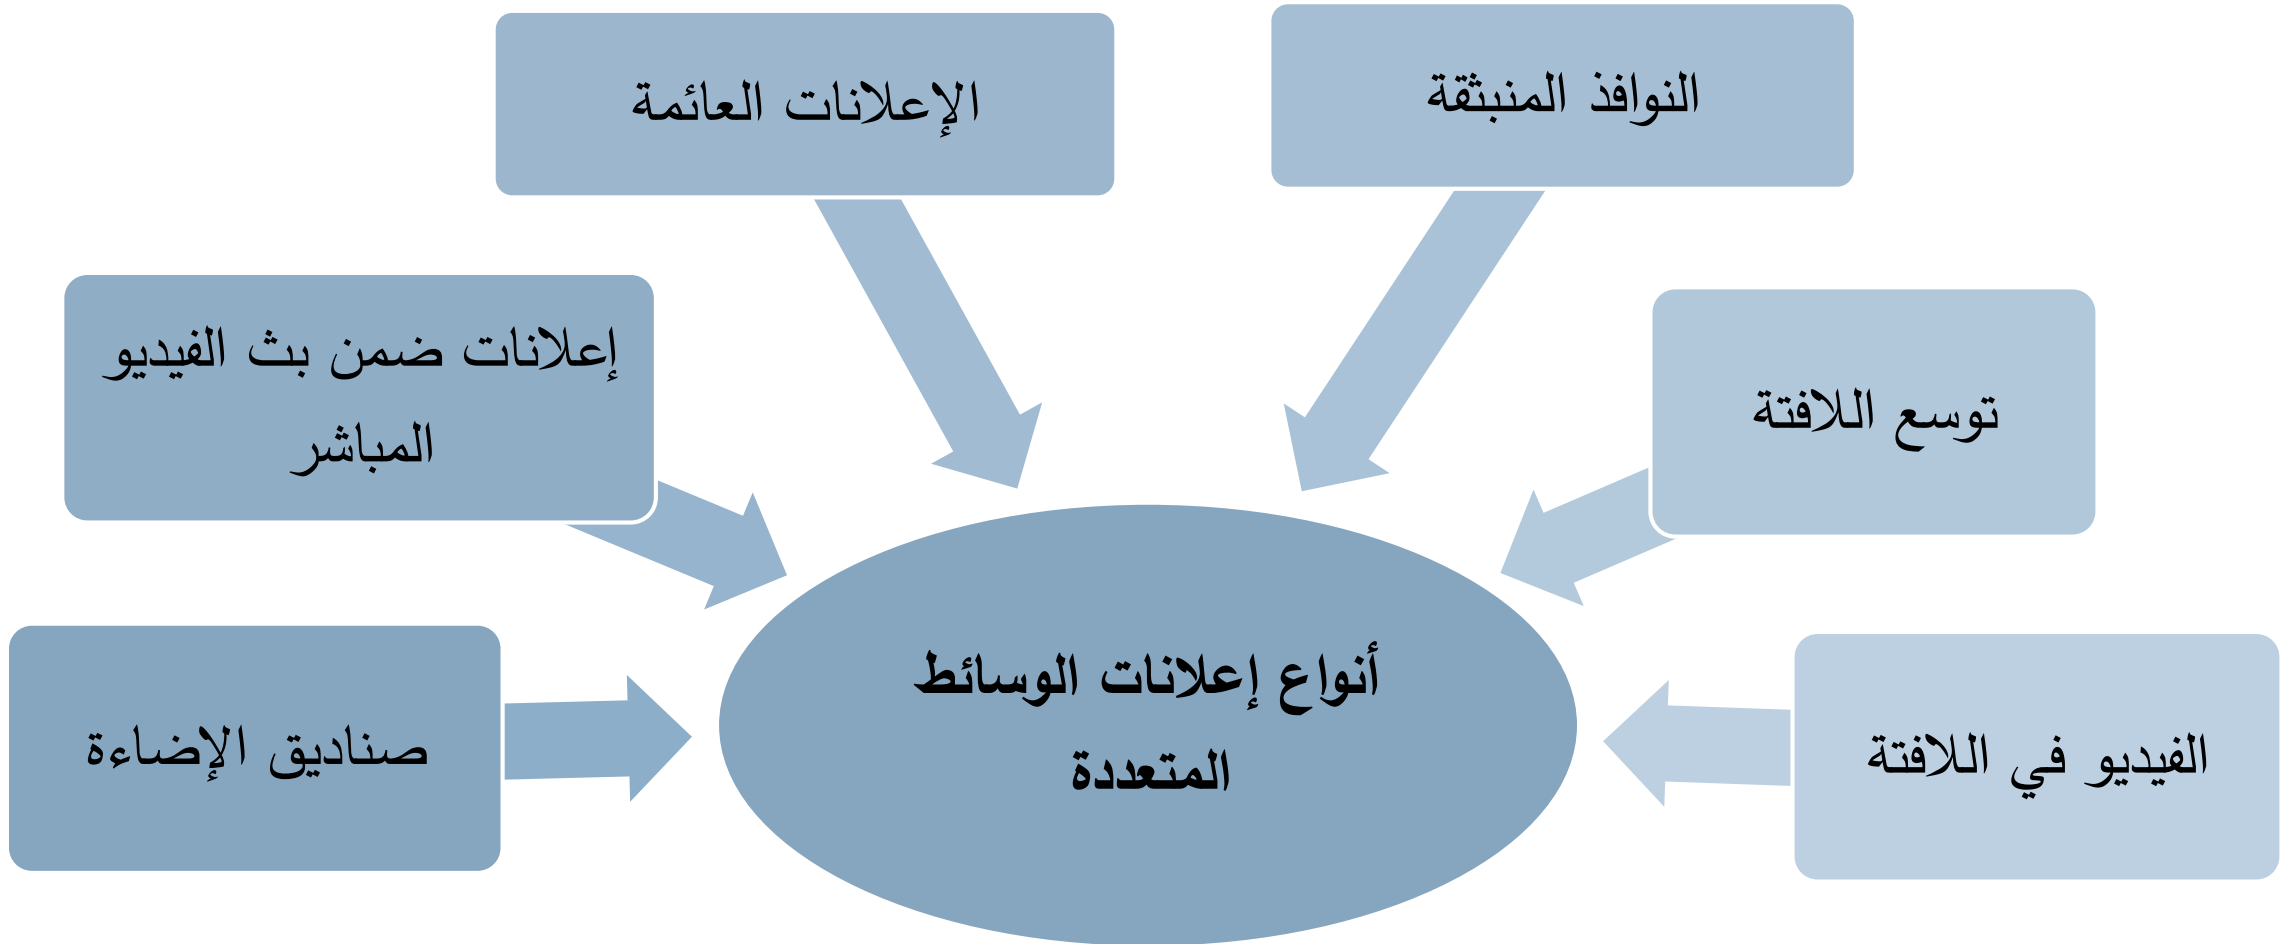 النوافذ المنبثقة
الإعلانات العائمة
توسع اللافتة
إعلانات ضمن بث الفيديو
المباشر
الفيديو في اللافتة
صناديق الإضاءة
أنواع إعلانات الوسائط
المتعددة